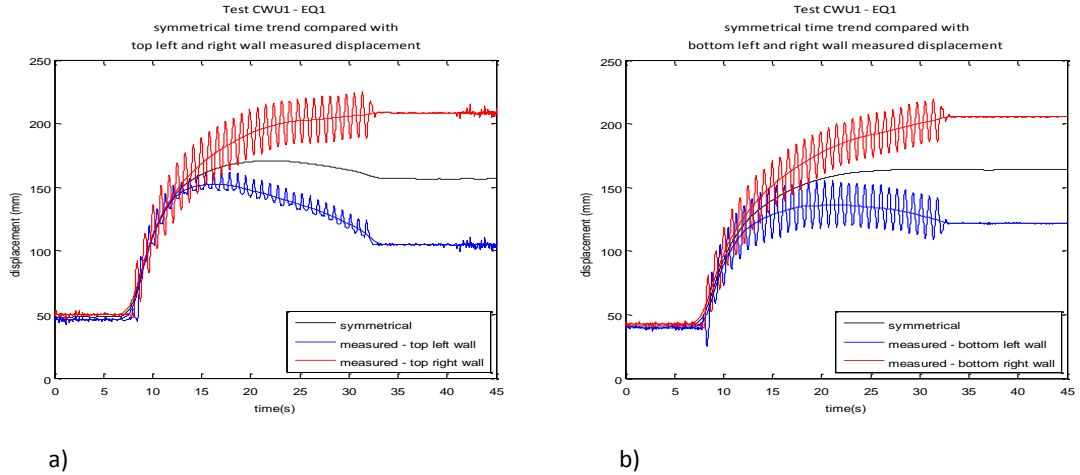 Test CWU1 - EQ1
symmetrical time trend compared with
top left and right wall measured displacement
250
200
150
100
50
0
displacement (mm)
0 5 10 15 20 25 30 35 40 45
time(s)
symmetrical
measured - top left wall
measured - top right wall
a)
Test CWU1 - EQ1
symmetrical time trend compared with
bottom left and right wall measured displacement
250
200
150
100
50
0
displacement (mm)
0 5 10 15 20 25 30 35 40 45
time(s)
symmetrical
measured - bottom left wall
measured - bottom right wall
b)